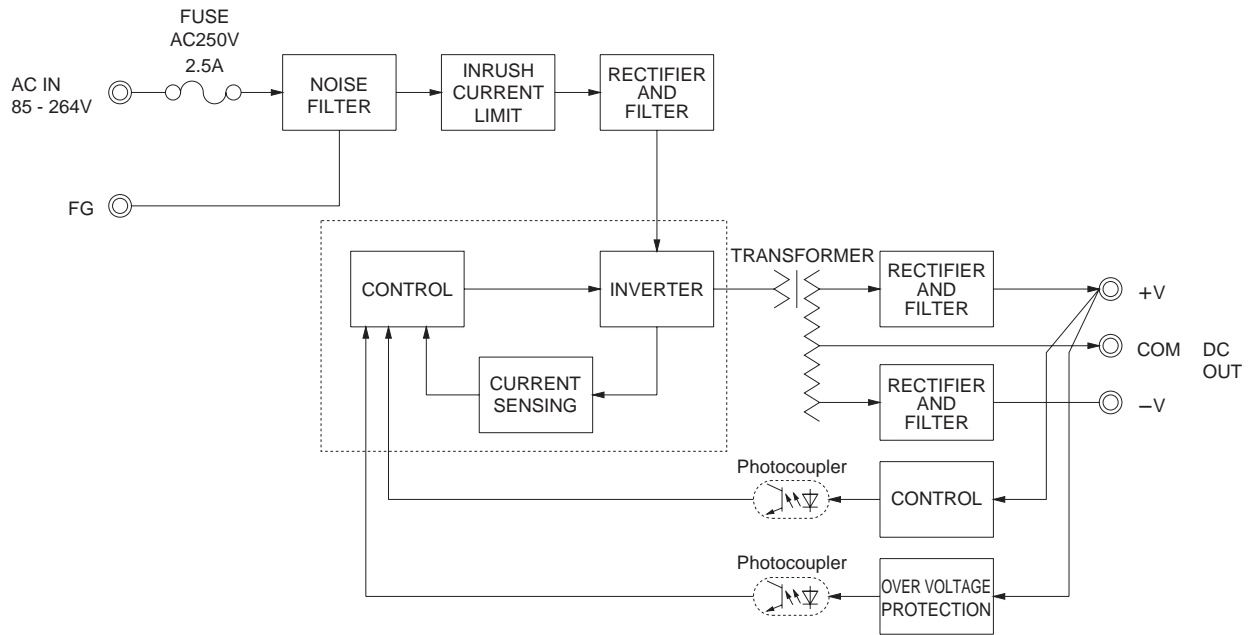 FUSE
AC250V
2.5A
AC IN
85 - 264V
NOISE
FILTER
INRUSH
CURRENT
LIMIT
RECTIFIER
AND
FILTER
FG
CONTROL
INVERTER
CURRENT
SENSING
TRANSFORMER
RECTIFIER
AND
FILTER
+V
COM
DC
OUT
RECTIFIER
AND
FILTER
−V
Photocoupler
CONTROL
Photocoupler
OVER VOLTAGE
PROTECTION